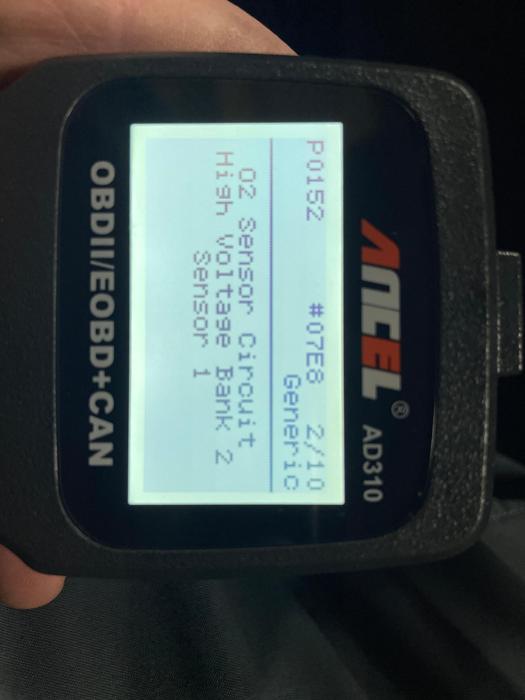 ANCEL® AD310
P0152 #07E8 2/10
Generic
O2 Sensor Circuit
High Voltage Bank 2
Sensor 1
OBDII/EOBD+CAN